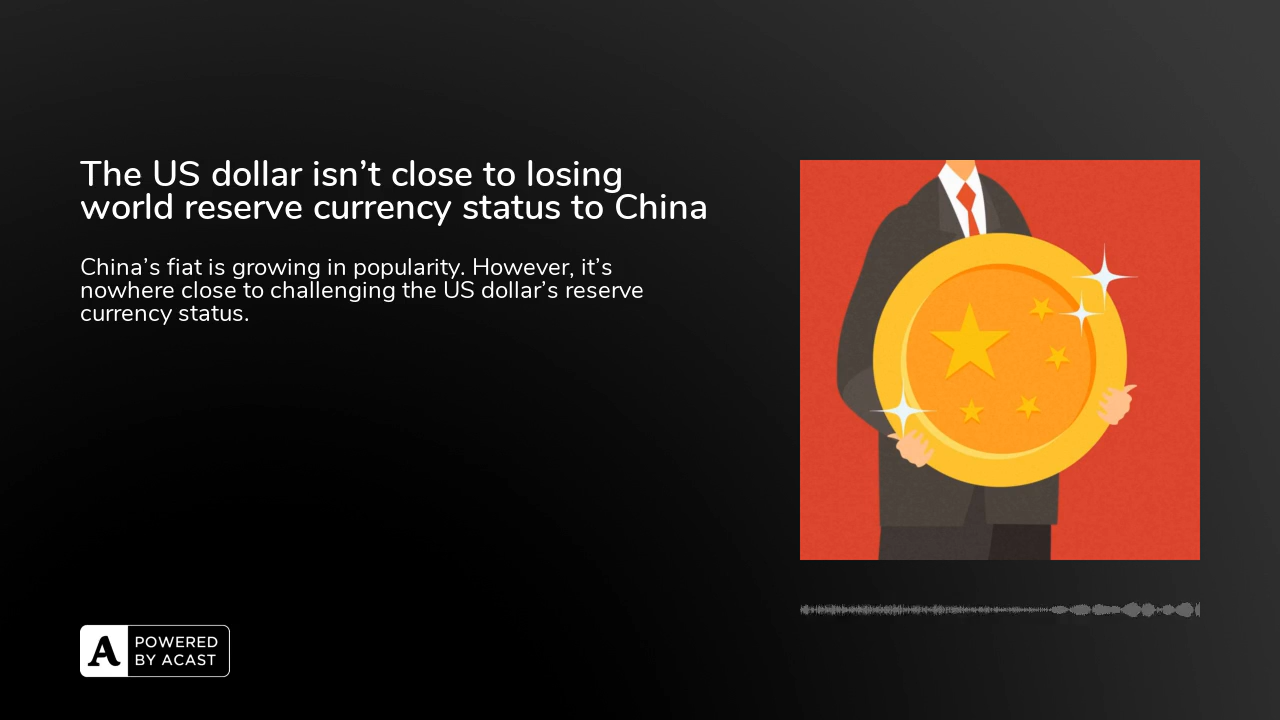 The US dollar isn’t close to losing
world reserve currency status to China
China’s fiat is growing in popularity. However, it’s
nowhere close to challenging the US dollar’s reserve
currency status.
A POWERED
BY ACAST